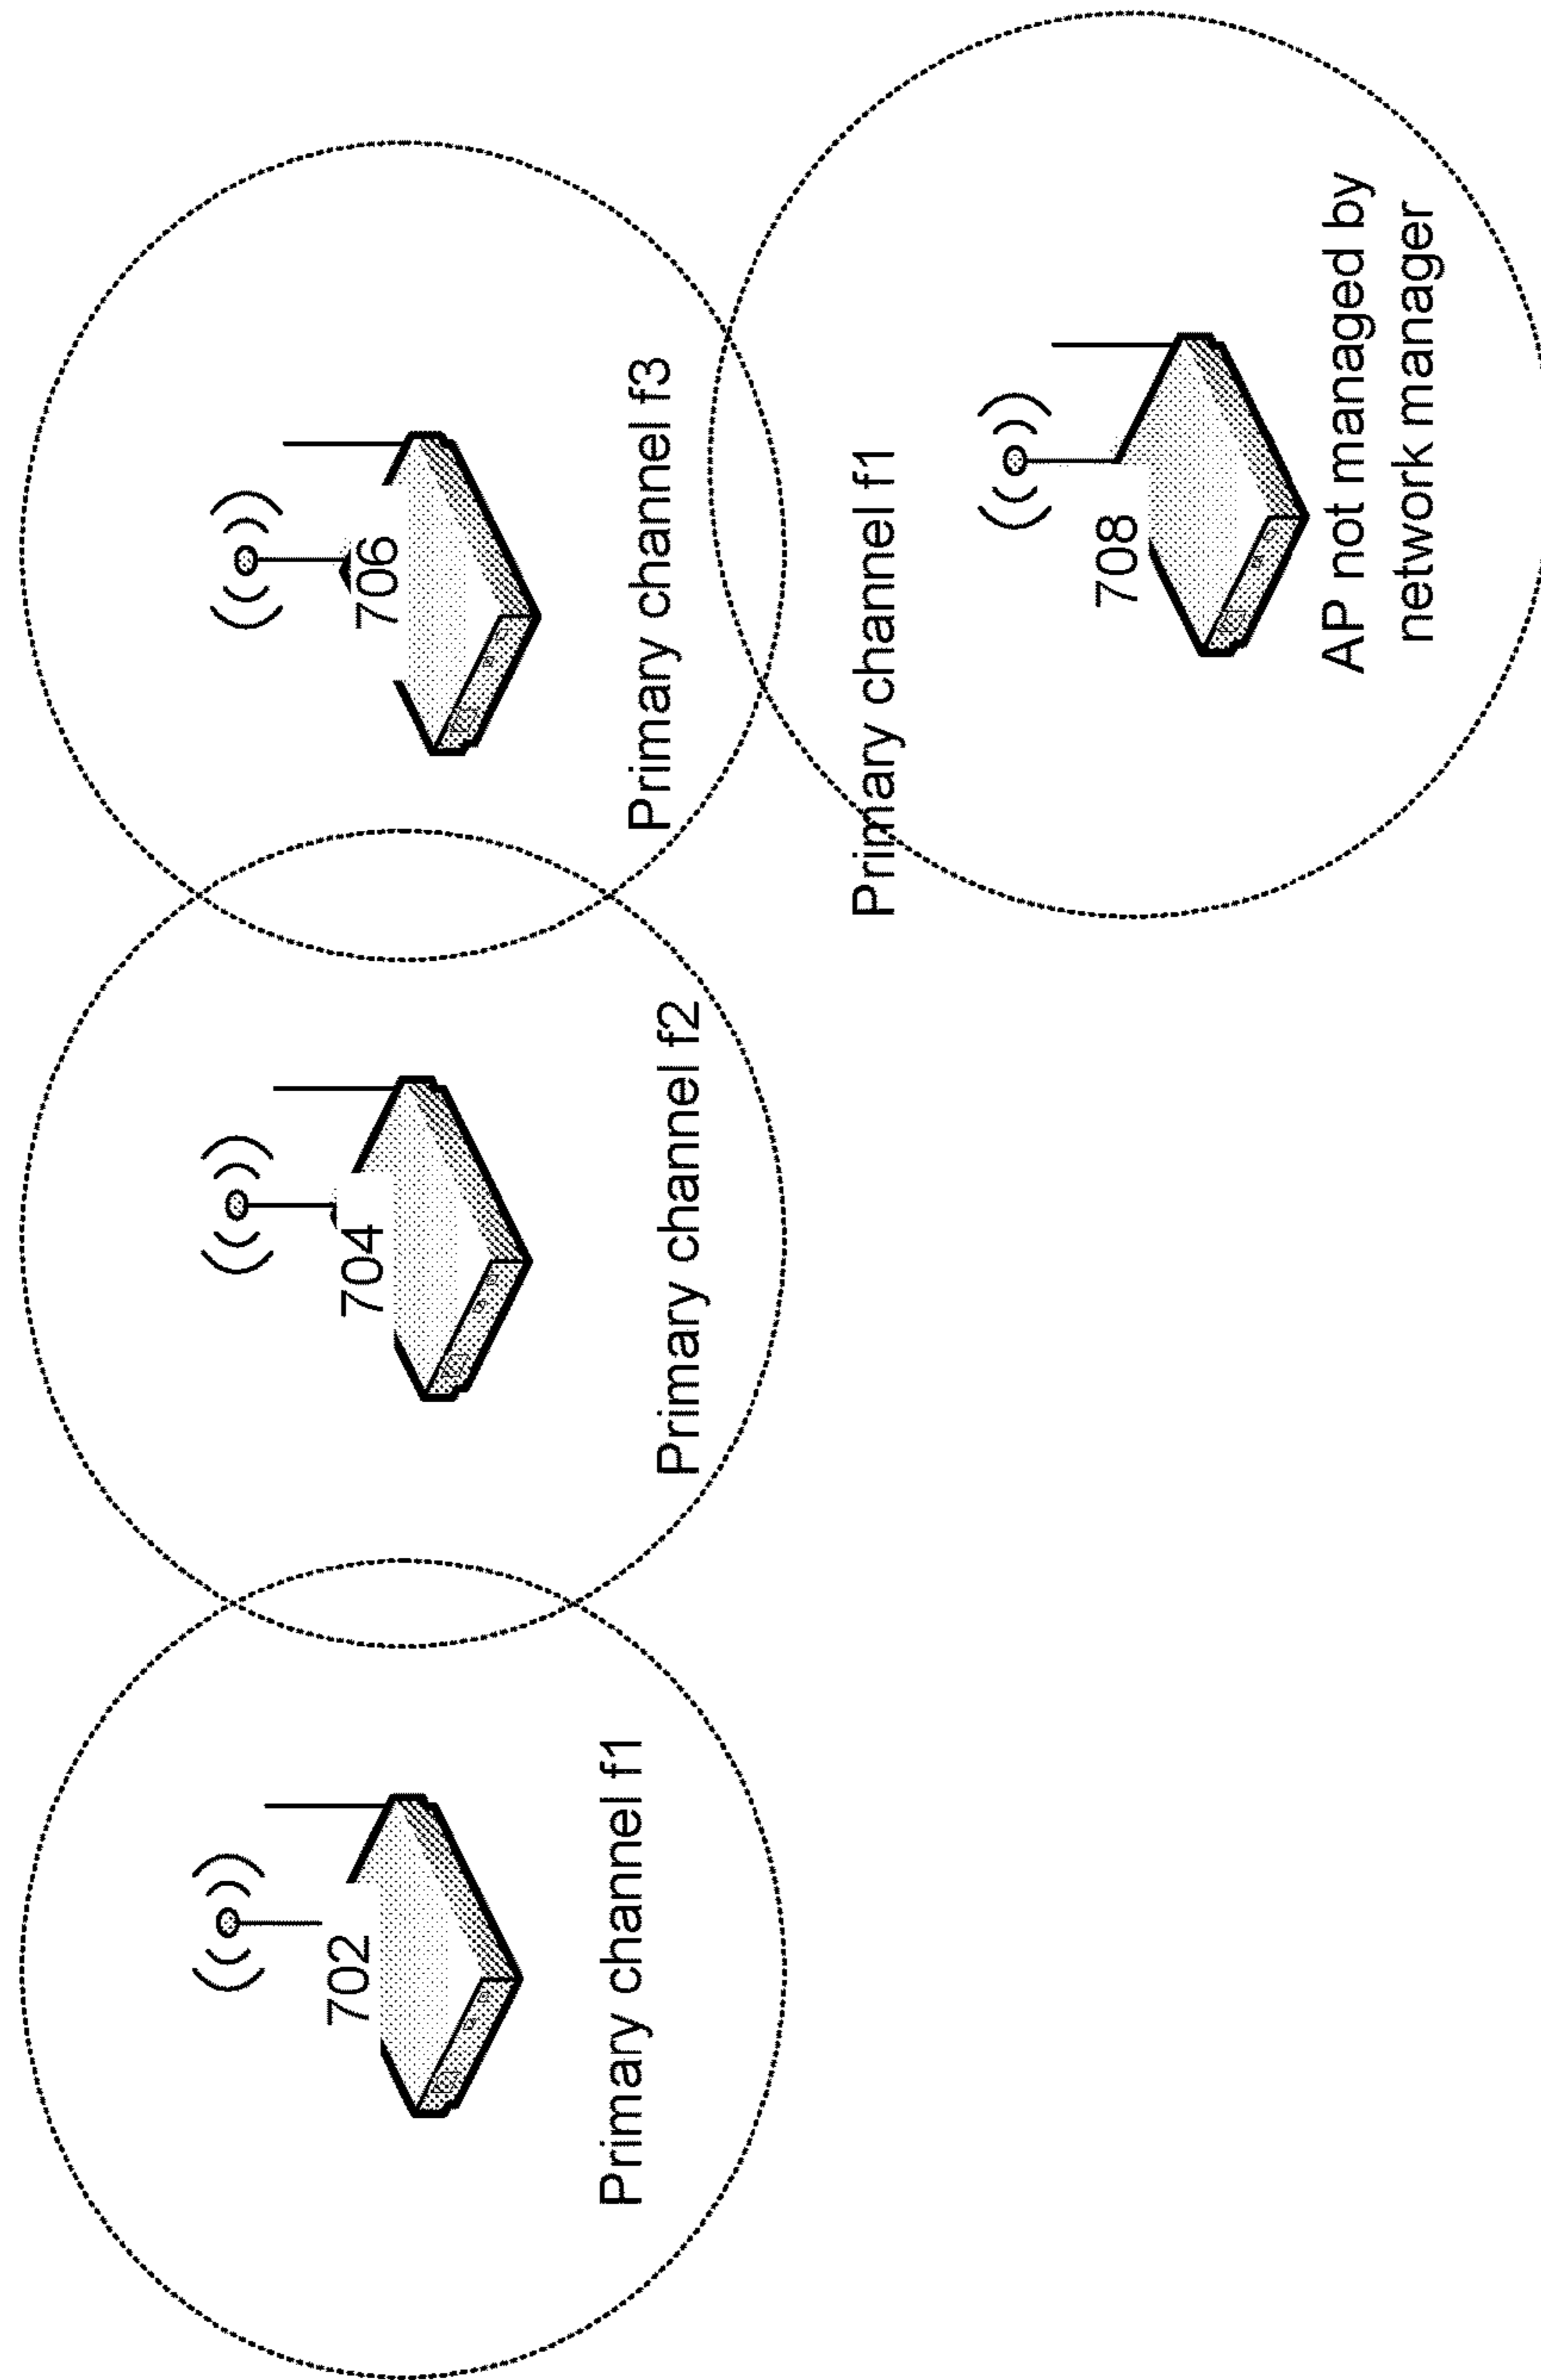 702
Primary channel f1
704
Primary channel f2
706
Primary channel f3
Primary channel f1
708
AP not managed by
network manager